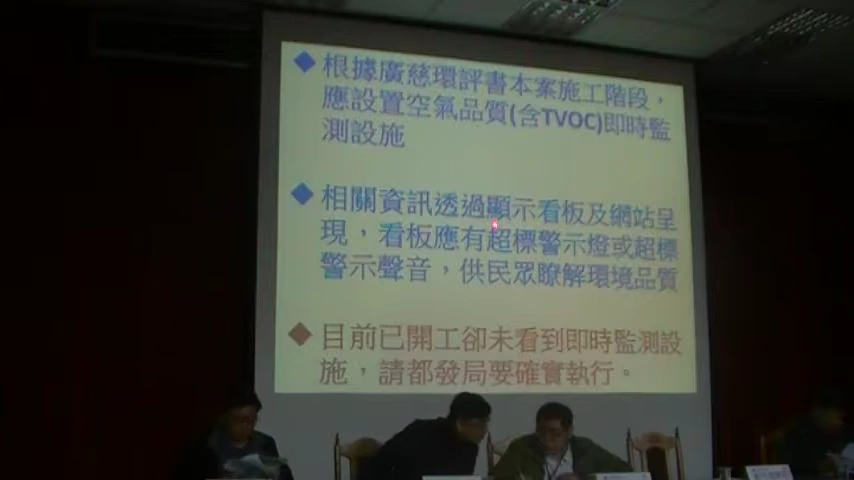 ◆根據廣慈環評書本案施工階段，
應設置空氣品質(含TVOC)即時監
測設施
◆相關資訊透過顯示看板及網站呈
現，看板應有超標警示燈或超標
警示聲音，供民眾瞭解環境品質
◆目前已開工卻未看到即時監測設
施，請都發局要確實執行。